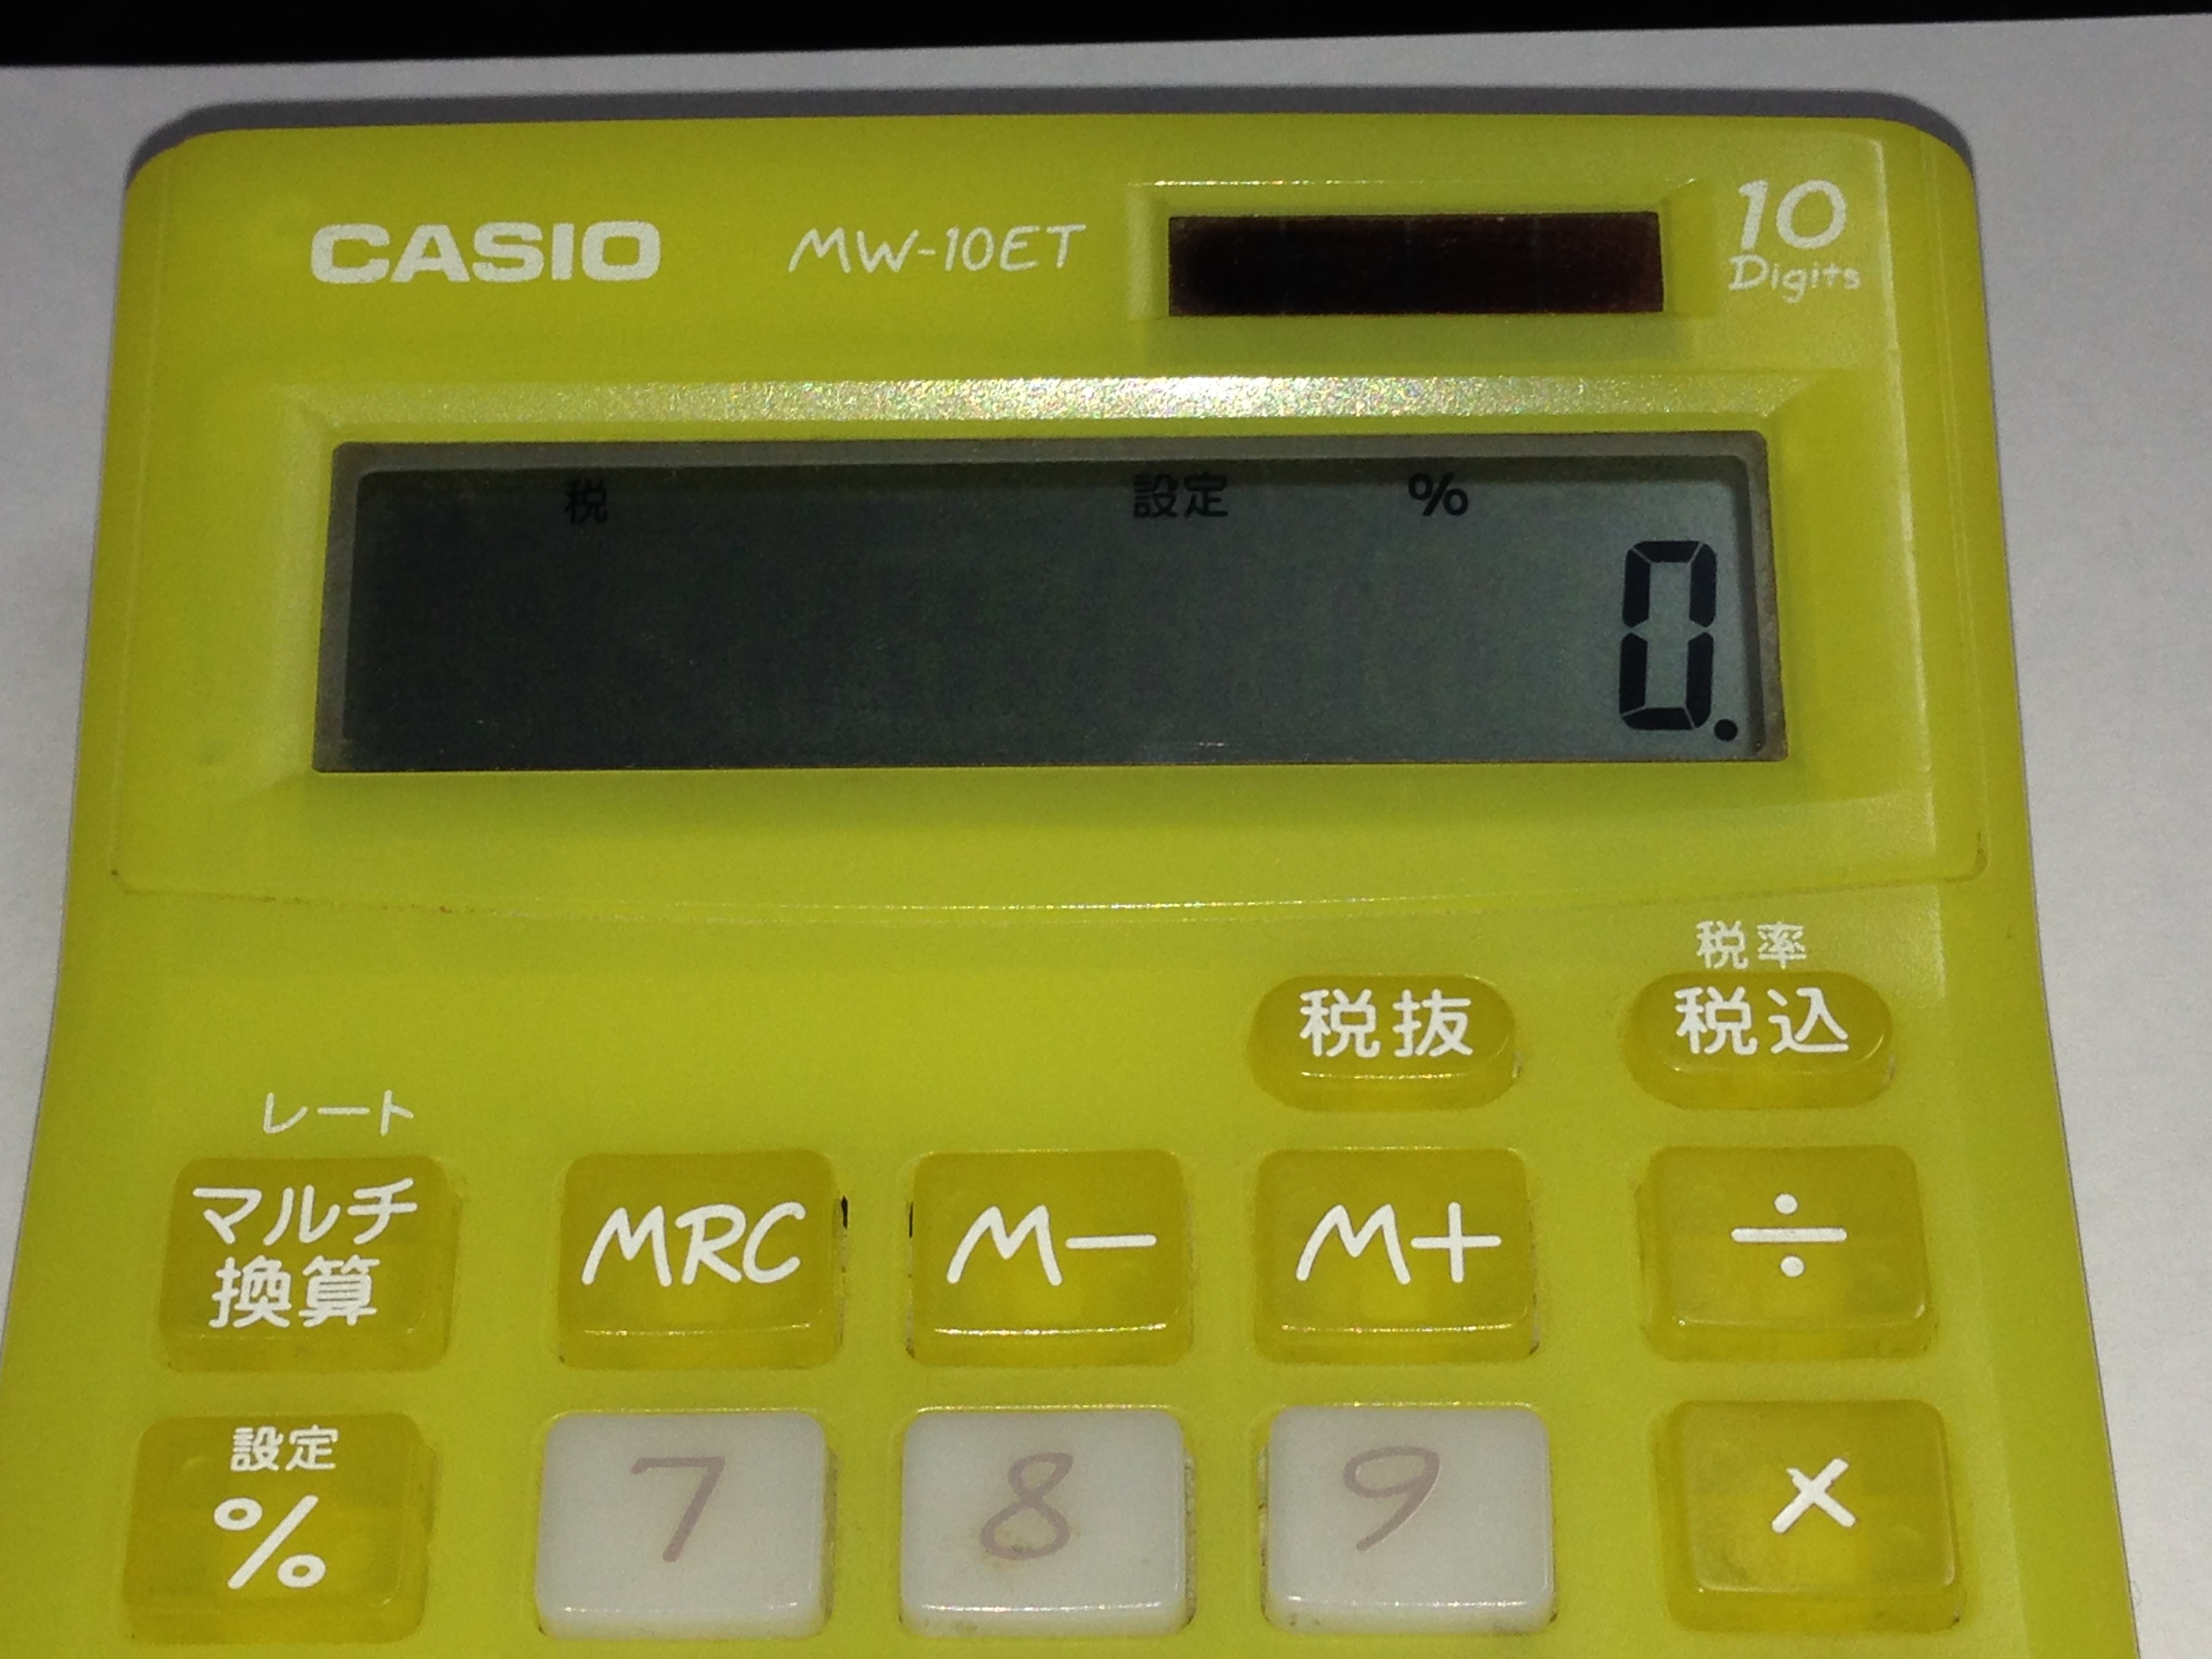 CASIO MW-10ET 10
Digits
税 設定 %
0.
税率
税抜 税込
レート
マルチ
換算
MRC M- M+ ÷
設定
% 7 8 9 ×